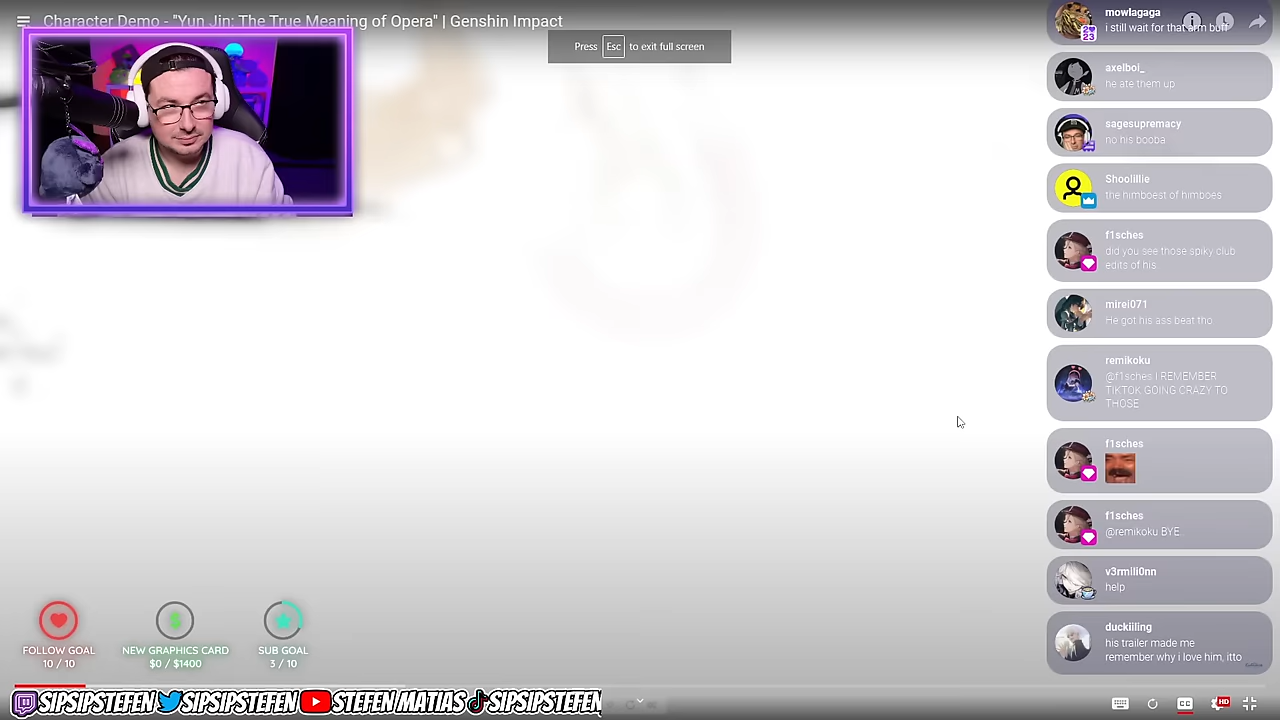 Character Demo - "Yun Jin: The True Meaning of Opera" | Genshin Impact
Press Esc to exit full screen
mowlagaga
i still wait for that arm buff
axelboi_
he ate them up
sagesupremacy
no his booba
Shoolillie
the himboest of himboes
f1sches
did you see those spiky club
edits of his.
mirei071
He got his ass beat tho.
remikoku
@f1sches I REMEMBER
TIKTOK GOING CRAZY TO
THOSE
f1sches
f1sches
@remikoku BYE.
v3rmili0nn
help
duckiiling
his trailer made me
remember why i love him, itto
FOLLOW GOAL
10 / 10
NEW GRAPHICS CARD
$0 / $1400
SUB GOAL
3 / 10
SIPSIPSTEFEN SIPSIPSTEFEN STEFEN MATIAS SIPSIPSTEFEN
CC
HD